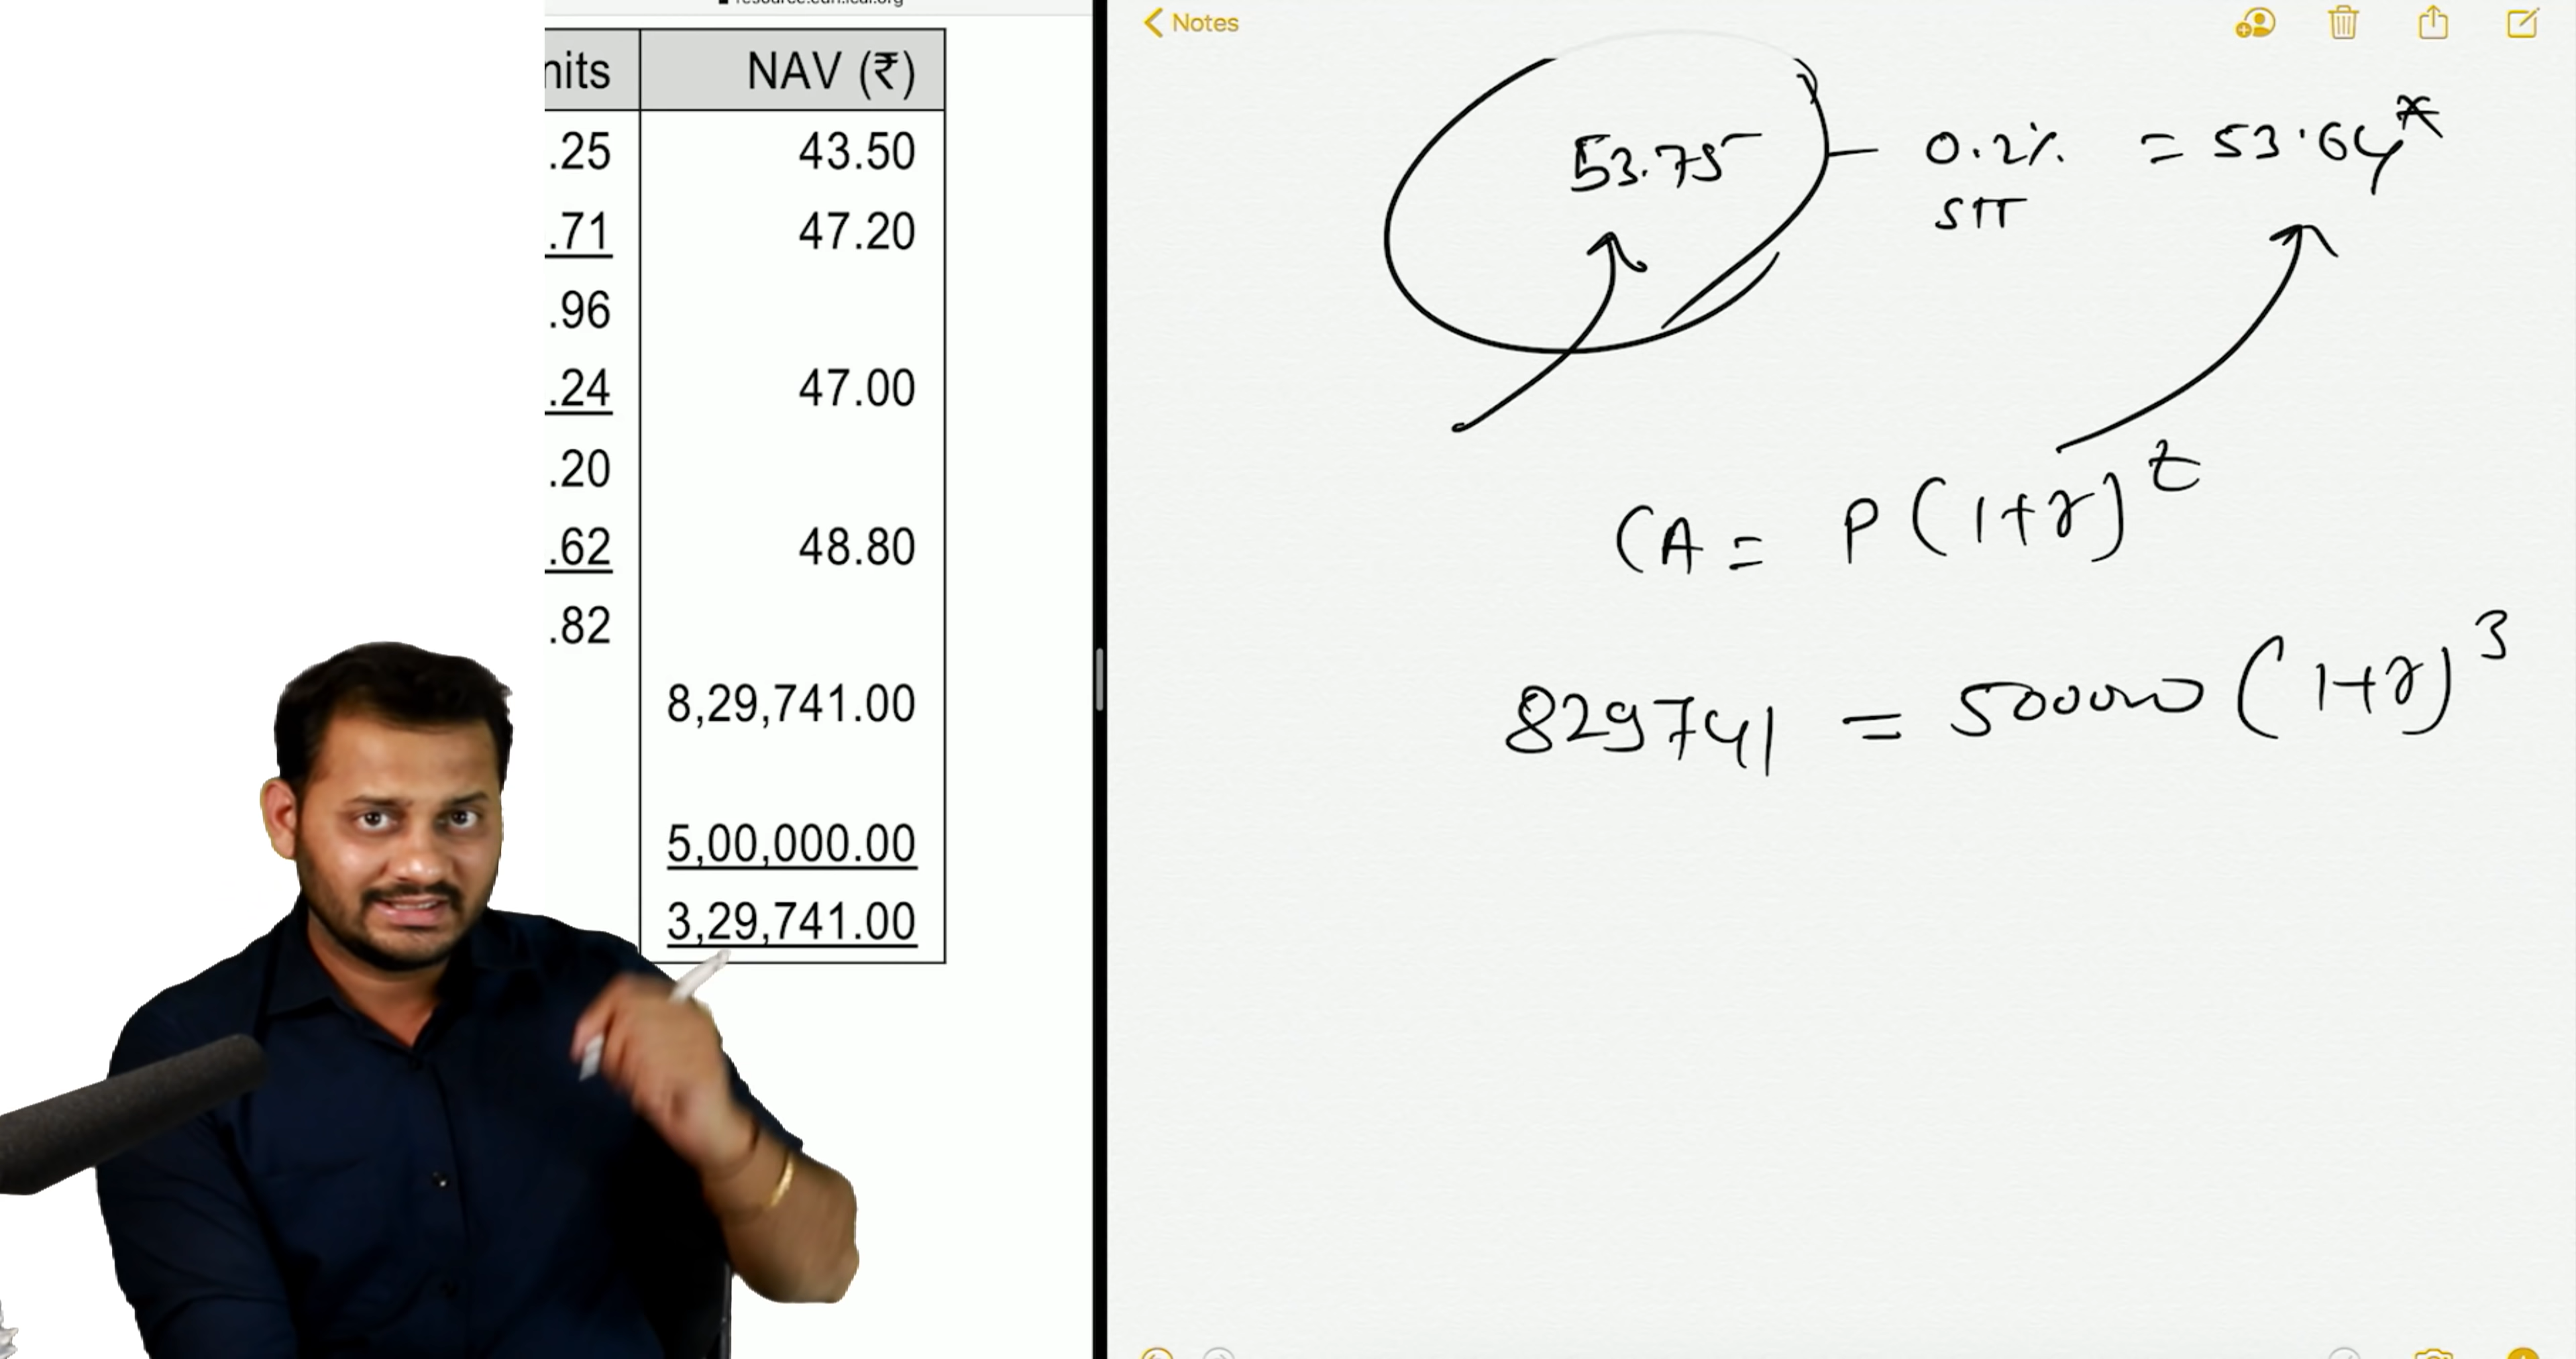 resource.cdn.icai.org
nits NAV (₹)
.25 43.50
.71 47.20
.96
.24 47.00
.20
.62 48.80
.82
8,29,741.00
5,00,000.00
3,29,741.00
Notes
53.75 - 0.2% = 53.64*
STT
CA = P(1+r)^t
829741 = 500000 (1+r)^3